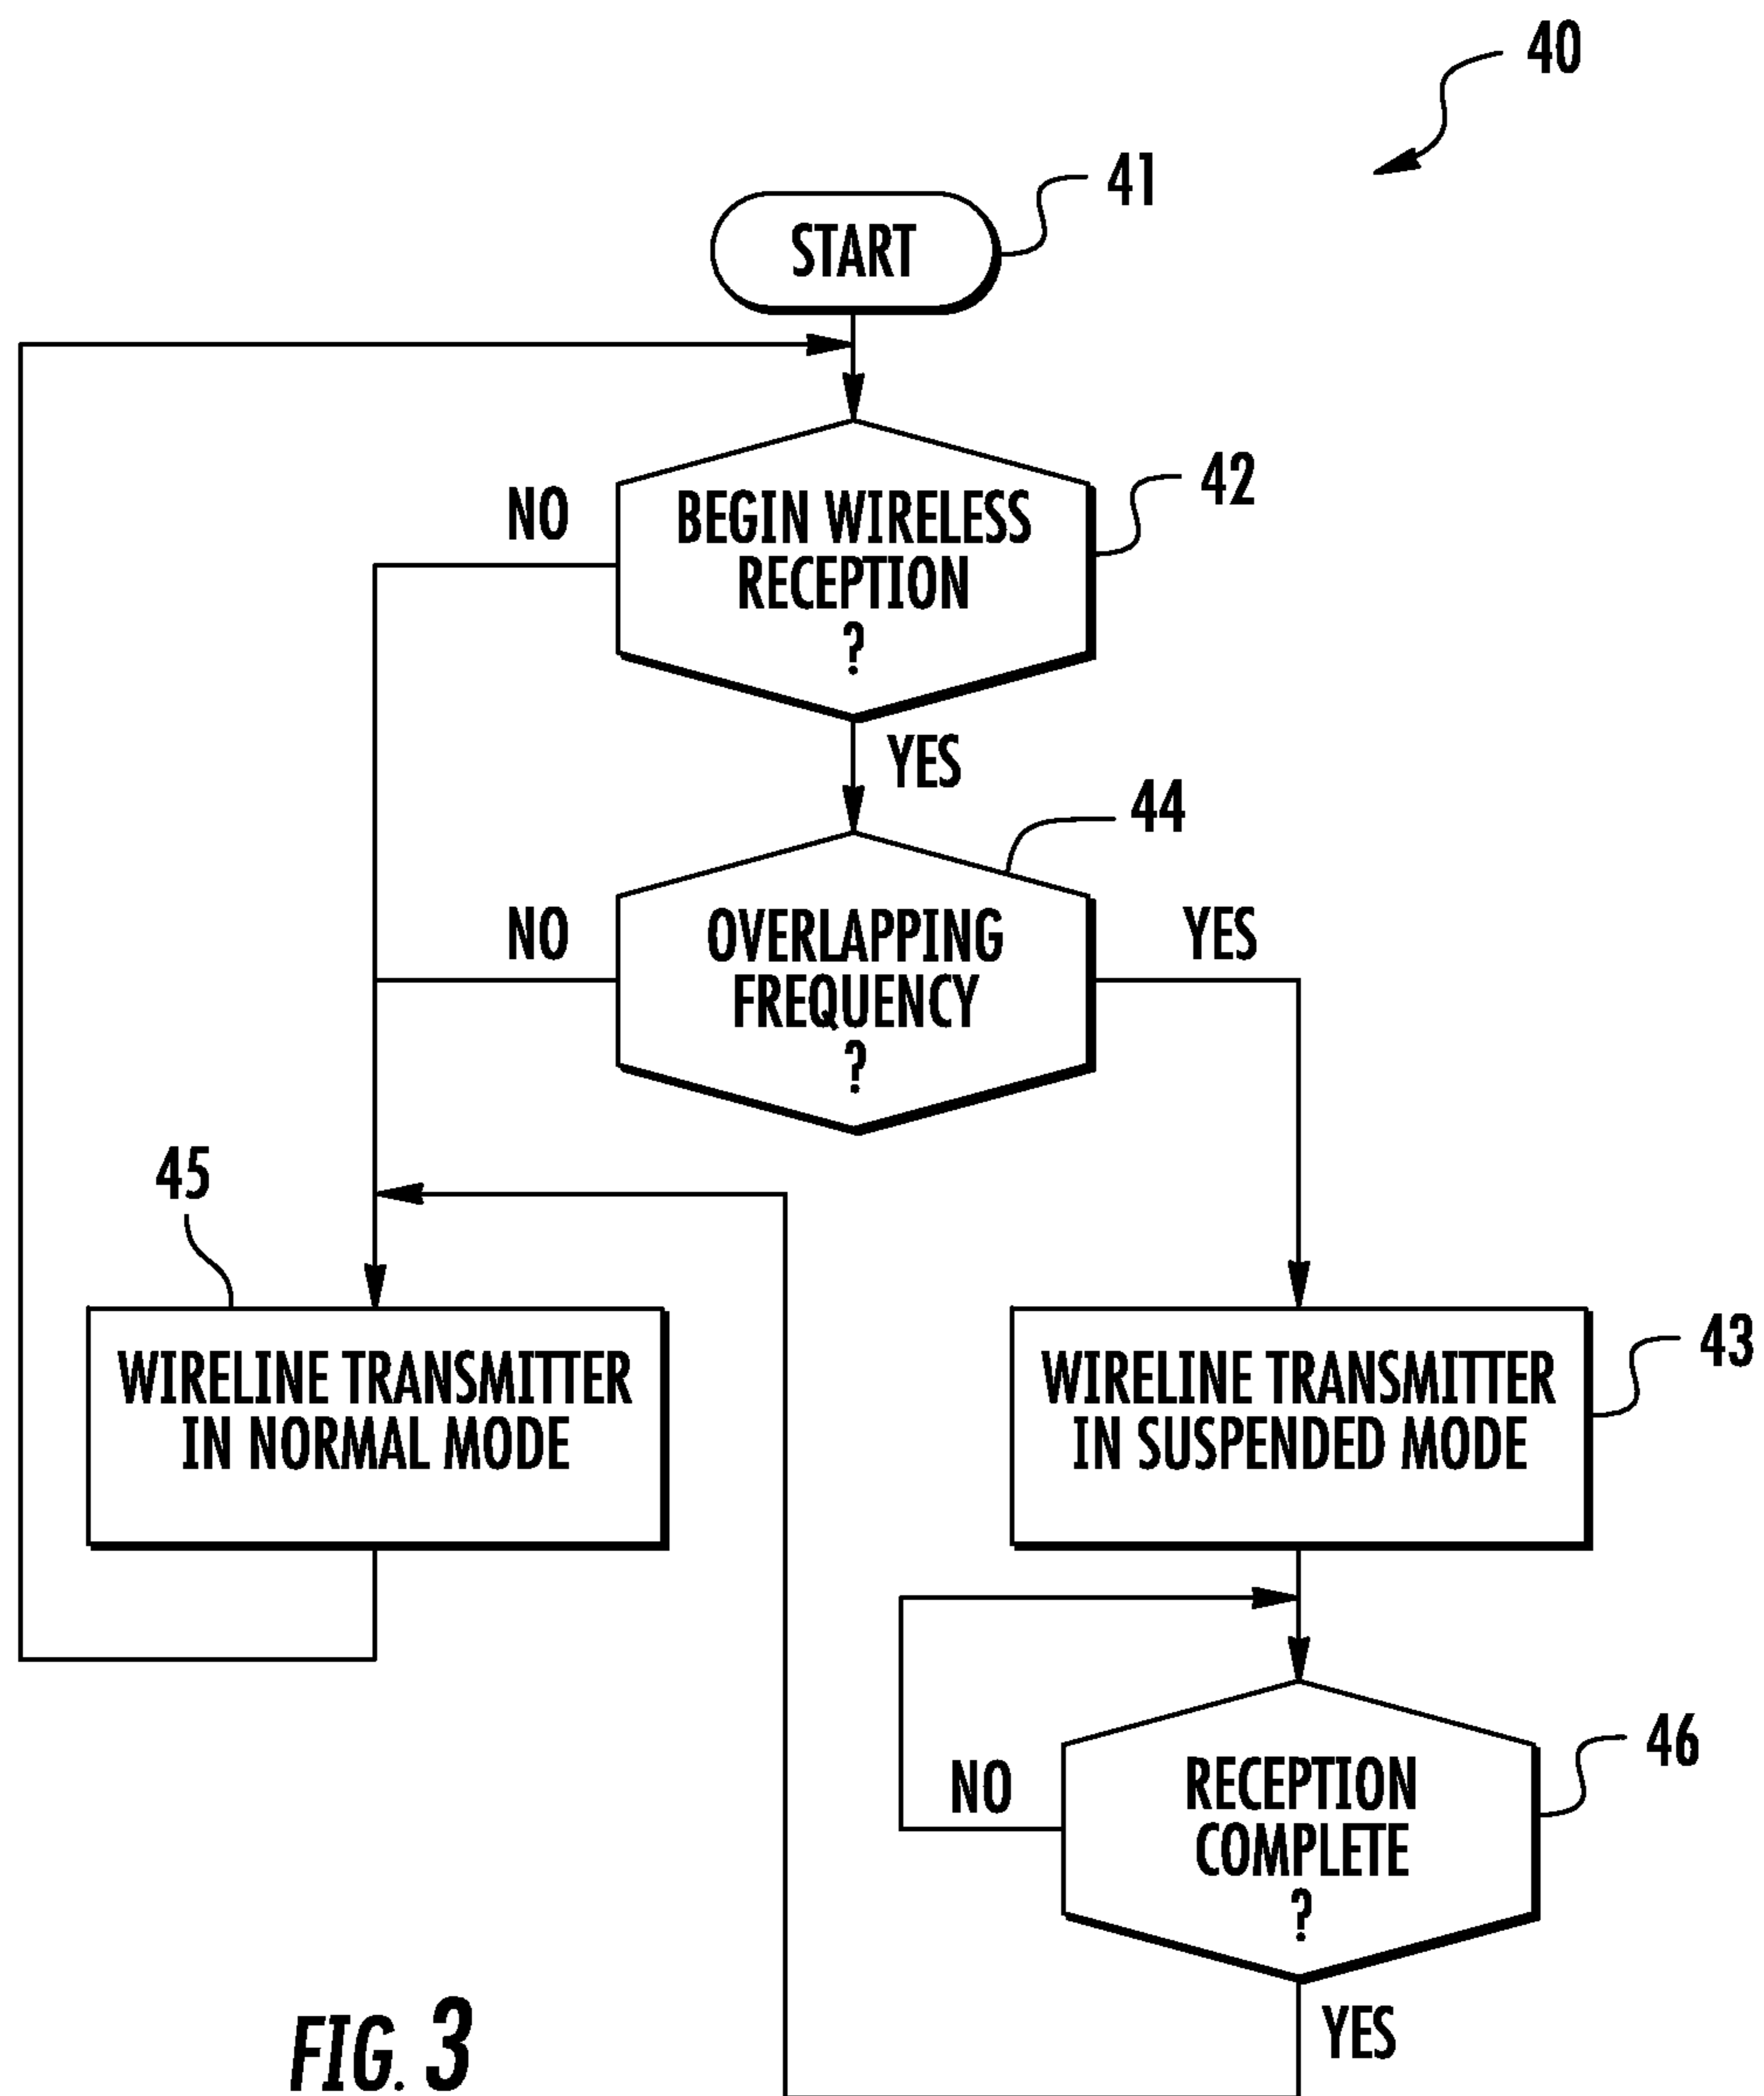 40
START
41
BEGIN WIRELESS
RECEPTION
?
42
NO
YES
44
OVERLAPPING
FREQUENCY
?
NO
YES
45
WIRELINE TRANSMITTER
IN NORMAL MODE
WIRELINE TRANSMITTER
IN SUSPENDED MODE
43
NO
RECEPTION
COMPLETE
?
46
YES
FIG. 3